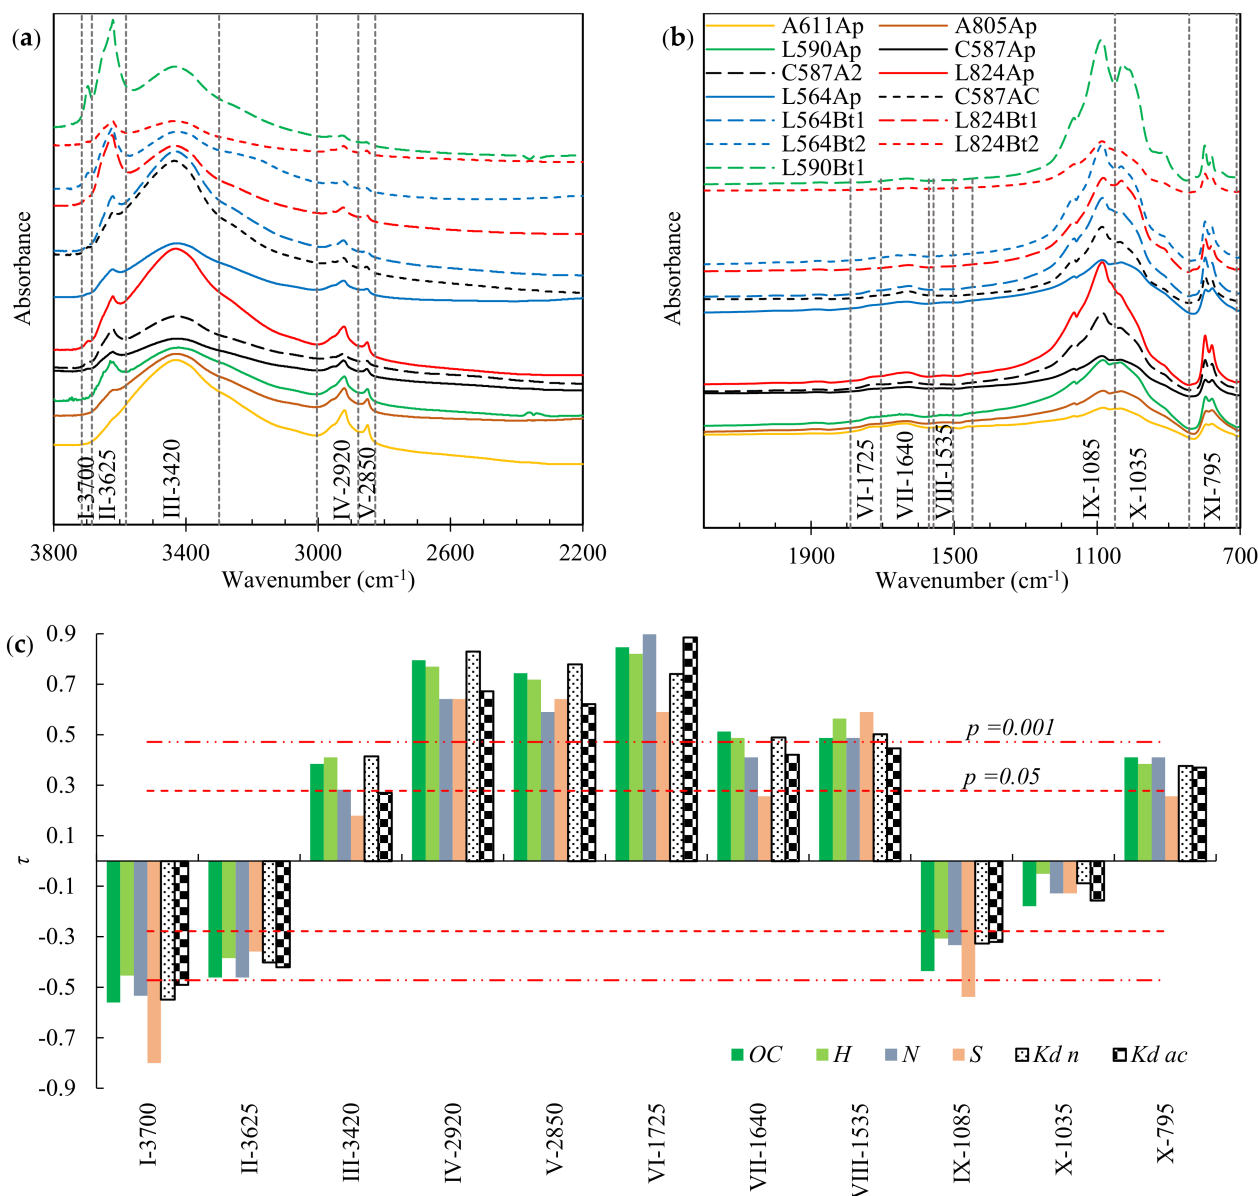 (a)
Absorbance
I-3700
II-3625
III-3420
IV-2920
V-2850
3800 3400 3000 2600 2200
Wavenumber (cm-1)
(b)
A611Ap A805Ap
L590Ap C587Ap
C587A2 L824Ap
L564Ap C587AC
L564Bt1 L824Bt1
L564Bt2 L824Bt2
L590Bt1
Absorbance
VI-1725
VII-1640
VIII-1535
IX-1085
X-1035
XI-795
1900 1500 1100 700
Wavenumber (cm-1)
(c)
0.9
0.7
0.5
0.3
0.1
-0.1
-0.3
-0.5
-0.7
-0.9
τ
p =0.001
p =0.05
OC H N S Kd n Kd ac
I-3700
II-3625
III-3420
IV-2920
V-2850
VI-1725
VII-1640
VIII-1535
IX-1085
X-1035
X-795